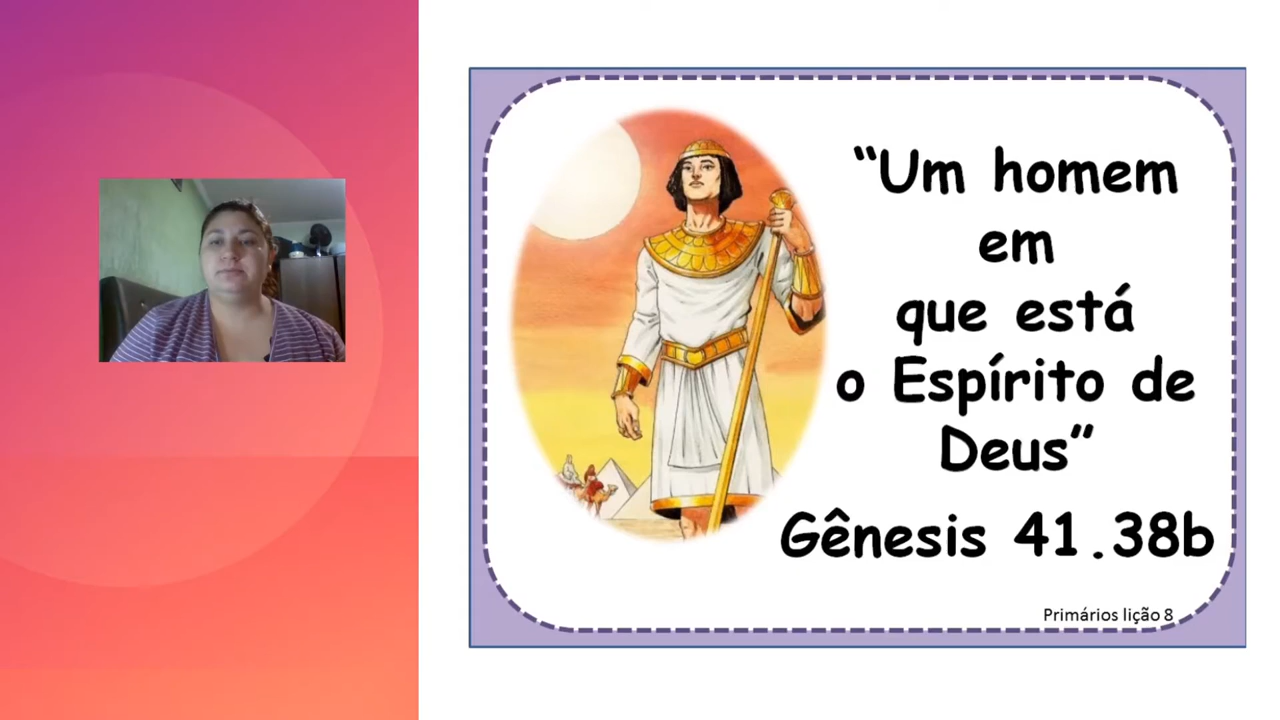 “Um homem
em
que está
o Espírito de
Deus”
Gênesis 41.38b
Primários lição 8